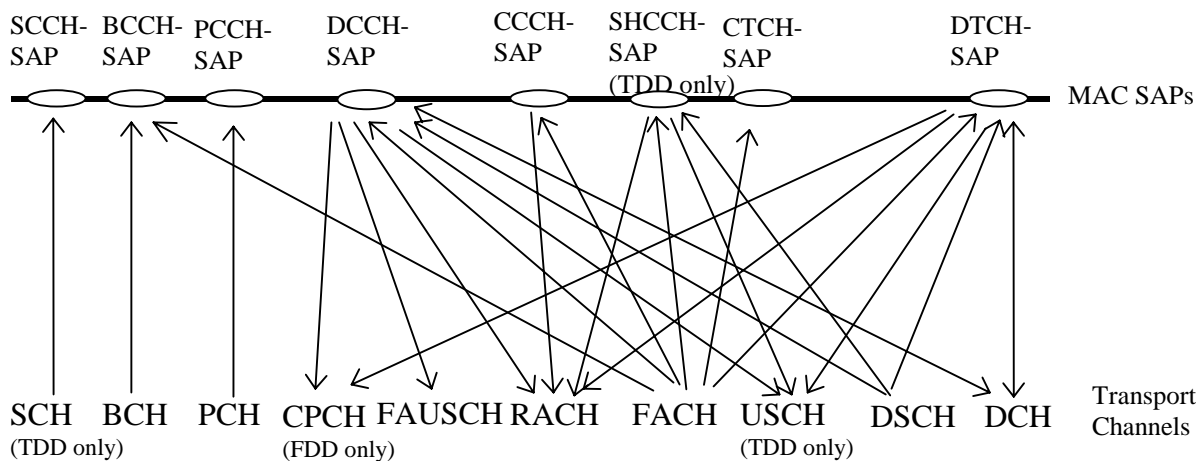 SCCH-
SAP
BCCH-
SAP
PCCH-
SAP
DCCH-
SAP
CCCH-
SAP
SHCCH-
SAP
(TDD only)
CTCH-
SAP
DTCH-
SAP
MAC SAPs
SCH
(TDD only)
BCH
PCH
CPCH
(FDD only)
FAUSCH
RACH
FACH
USCH
(TDD only)
DSCH
DCH
Transport
Channels